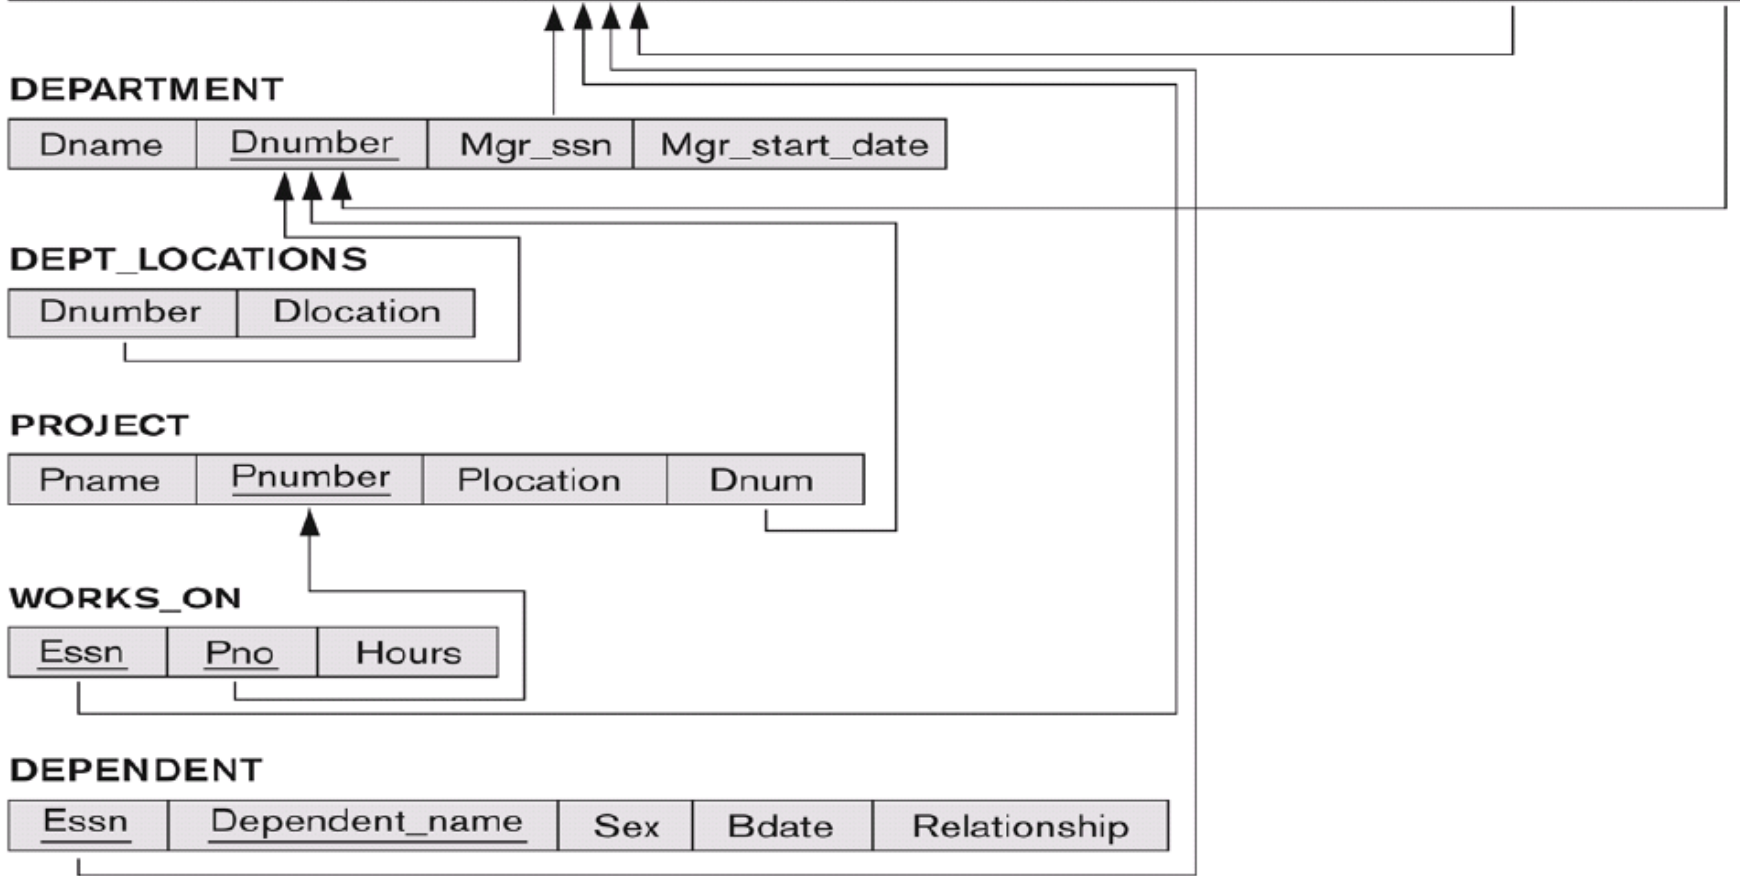 DEPARTMENT
Dname Dnumber Mgr_ssn Mgr_start_date
DEPT_LOCATIONS
Dnumber Dlocation
PROJECT
Pname Pnumber Plocation Dnum
WORKS_ON
Essn Pno Hours
DEPENDENT
Essn Dependent_name Sex Bdate Relationship